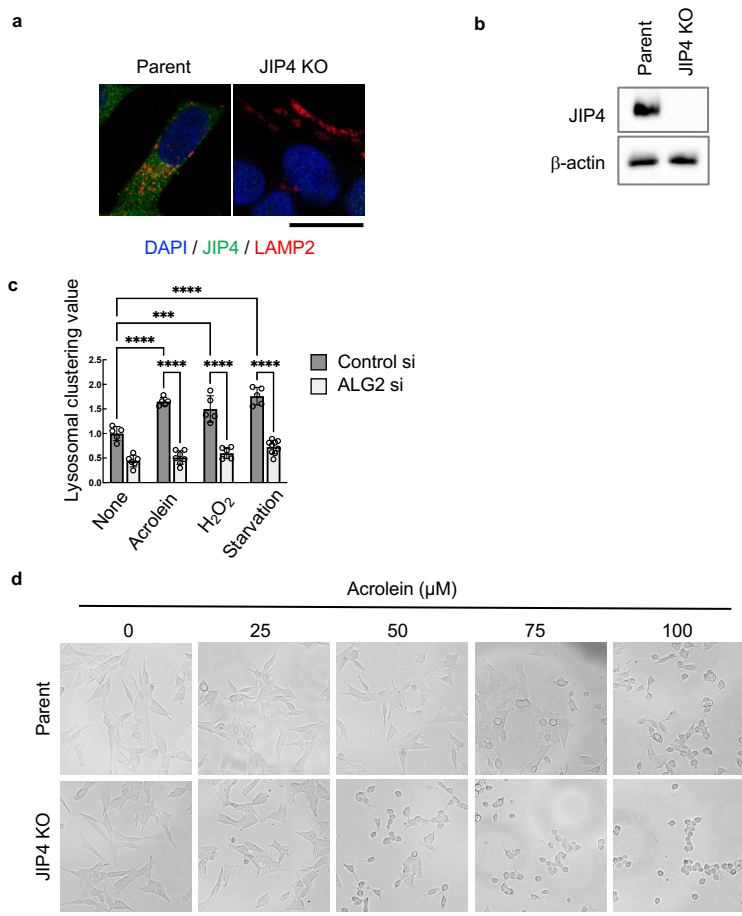 a
Parent JIP4 KO
DAPI / JIP4 / LAMP2
b
Parent
JIP4 KO
JIP4
β-actin
c
Lysosomal clustering value
****
***
****
**** **** ****
2.5
2.0
1.5
1.0
0.5
0.0
None
Acrolein
H₂O₂
Starvation
Control si
ALG2 si
d
Acrolein (μM)
0 25 50 75 100
Parent
JIP4 KO